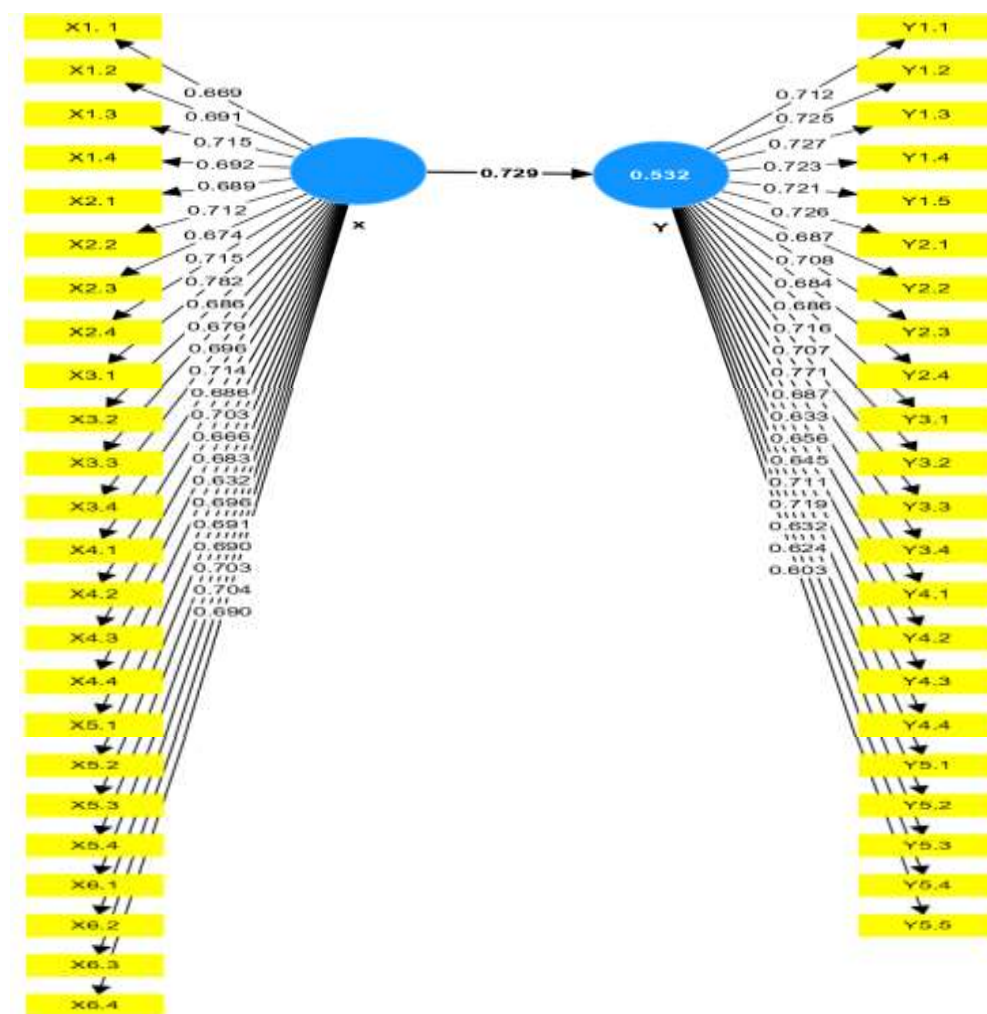 X1. 1
X1.2
X1.3
X1.4
X2.1
X2.2
X2.3
X2.4
X3.1
X3.2
X3.3
X3.4
X4.1
X4.2
X4.3
X4.4
X5.1
X5.2
X5.3
X5.4
X6.1
X6.2
X6.3
X6.4
0.669
0.691
0.715
0.692
0.689
0.712
0.674
0.715
0.782
0.686
0.679
0.696
0.714
0.686
0.703
0.666
0.683
0.632
0.696
0.691
0.690
0.703
0.704
0.690
X
0.729
0.532
Y
0.712
0.725
0.727
0.723
0.721
0.726
0.687
0.708
0.684
0.686
0.716
0.707
0.771
0.687
0.633
0.656
0.645
0.711
0.719
0.632
0.624
0.603
Y1.1
Y1.2
Y1.3
Y1.4
Y1.5
Y2.1
Y2.2
Y2.3
Y2.4
Y3.1
Y3.2
Y3.3
Y3.4
Y4.1
Y4.2
Y4.3
Y4.4
Y5.1
Y5.2
Y5.3
Y5.4
Y5.5